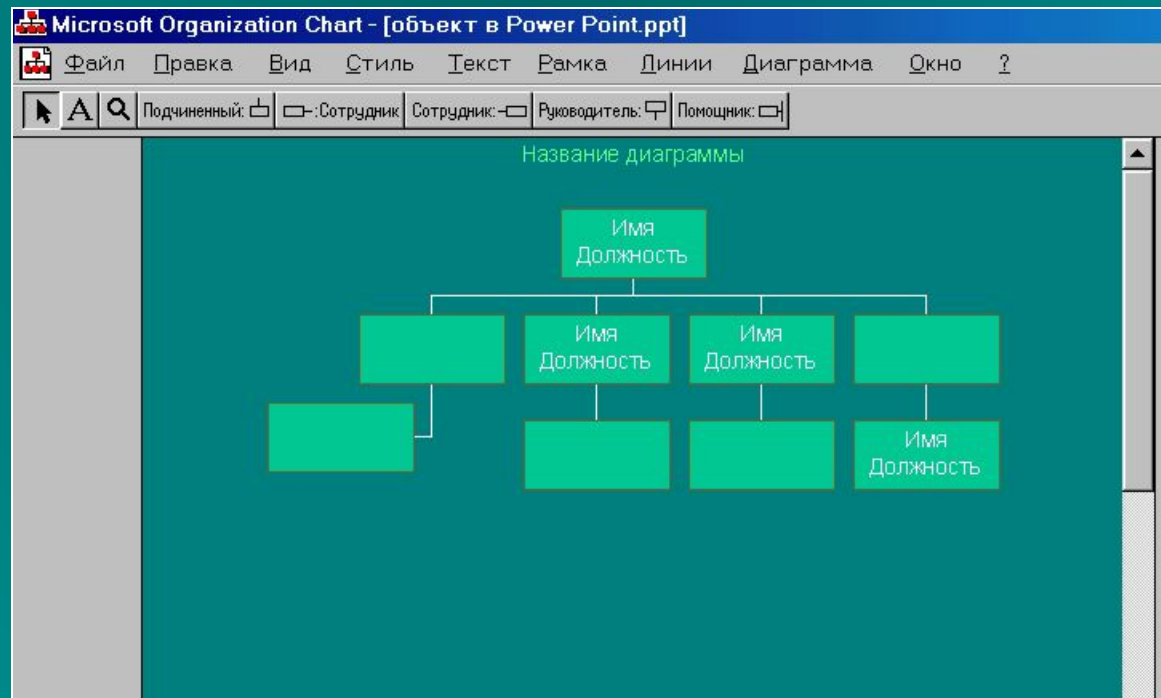 Microsoft Organization Chart - [объект в Power Point.ppt]
Файл Правка Вид Стиль Текст Рамка Линии Диаграмма Окно ?
A Подчиненный: :Сотрудник Сотрудник: Руководитель: Помощник:
Название диаграммы
Имя
Должность
Имя
Должность
Имя
Должность
Имя
Должность